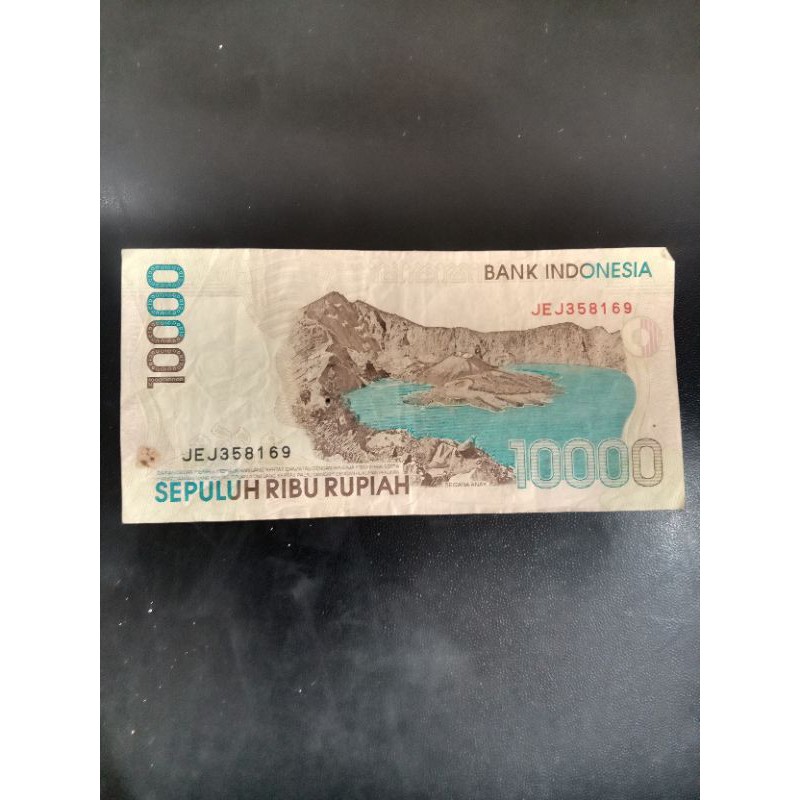 BANK INDONESIA
10000
JEJ358169
JEJ358169
10000
SEPULUH RIBU RUPIAH